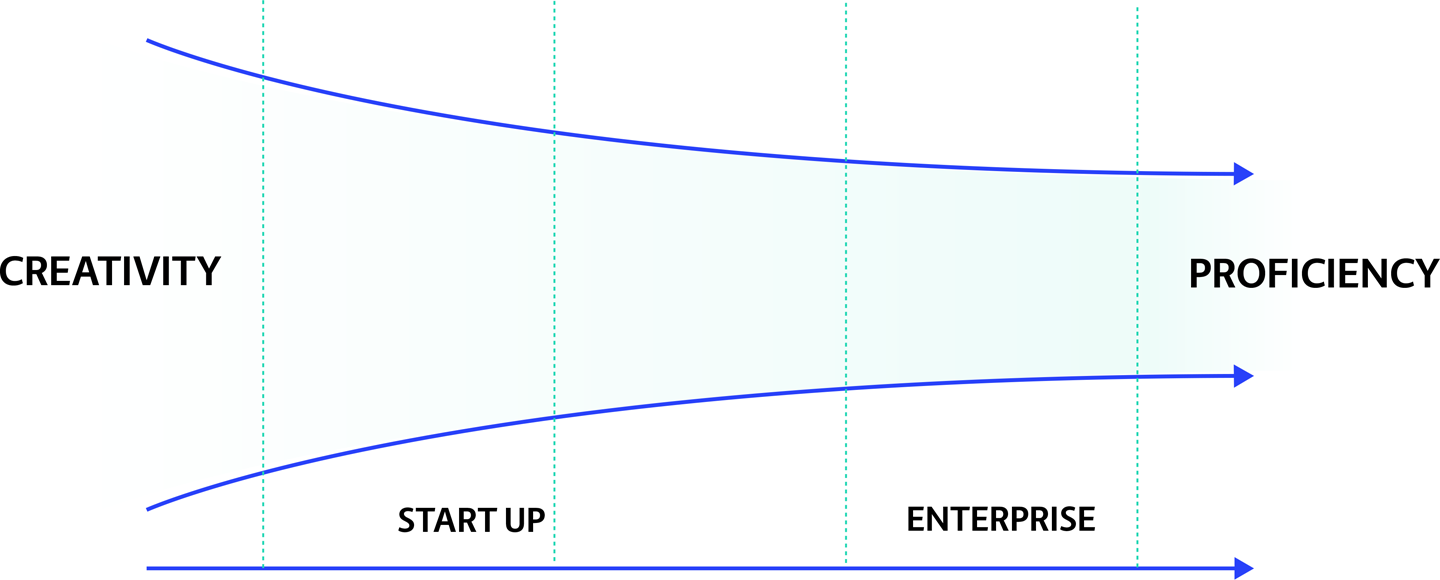 CREATIVITY
PROFICIENCY
START UP
ENTERPRISE